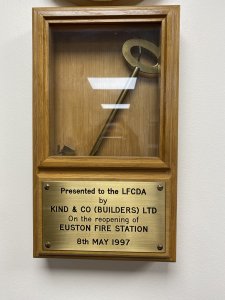 Presented to the LFCDA
by
KIND & CO (BUILDERS) LTD
On the reopening of
EUSTON FIRE STATION
8th MAY 1997